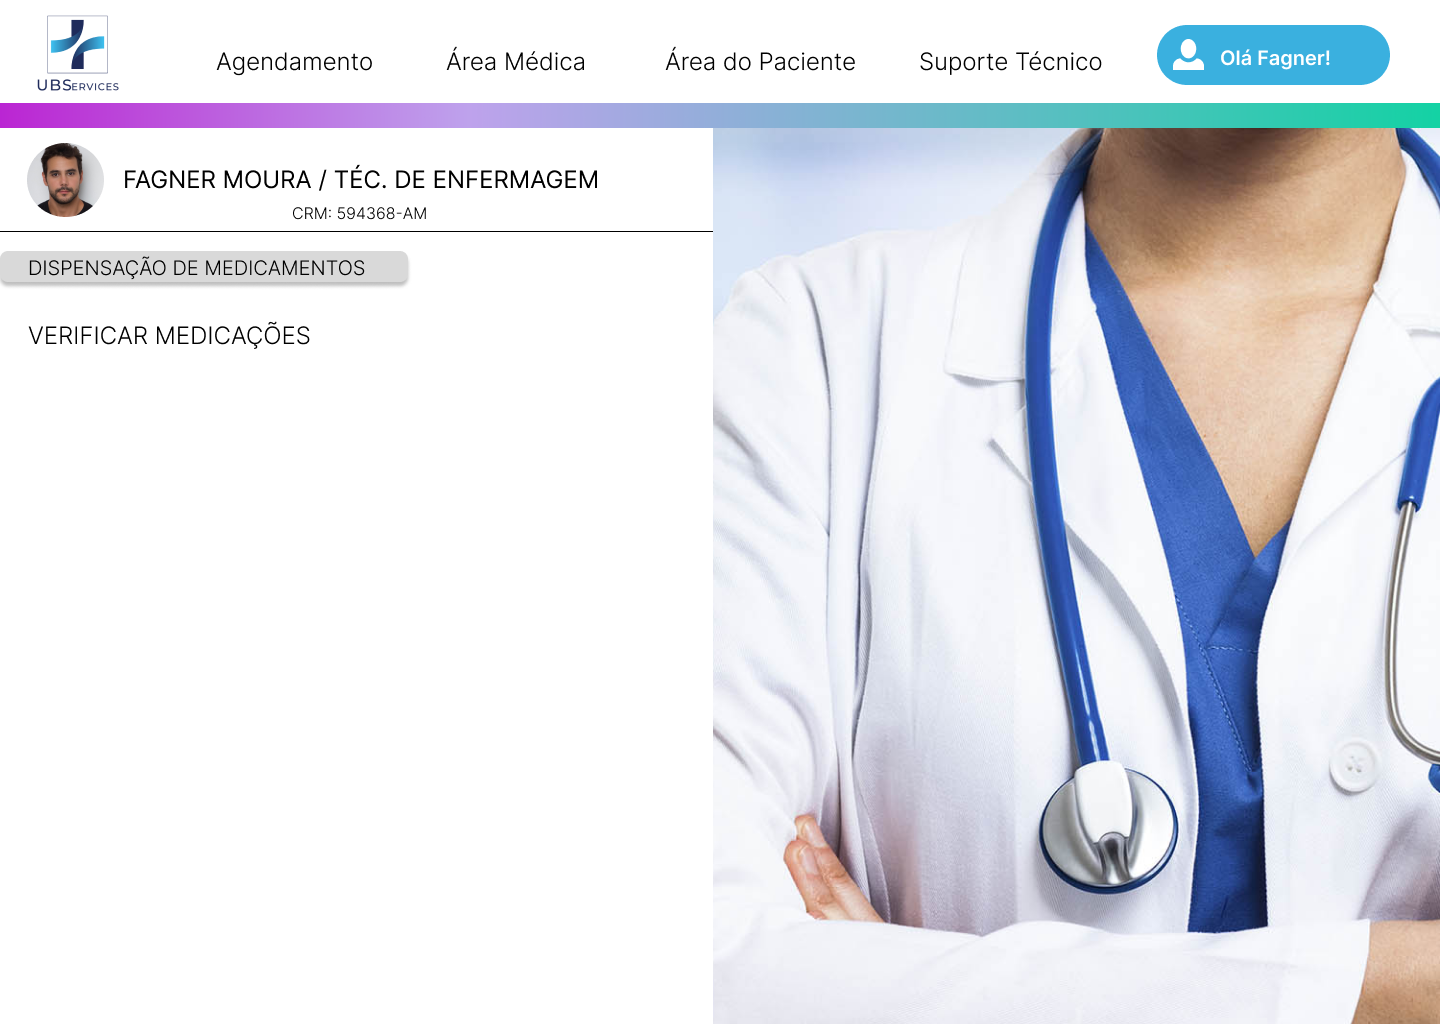 UBServices
Agendamento
Área Médica
Área do Paciente
Suporte Técnico
Olá Fagner!
FAGNER MOURA / TÉC. DE ENFERMAGEM
CRM: 594368-AM
DISPENSAÇÃO DE MEDICAMENTOS
VERIFICAR MEDICAÇÕES